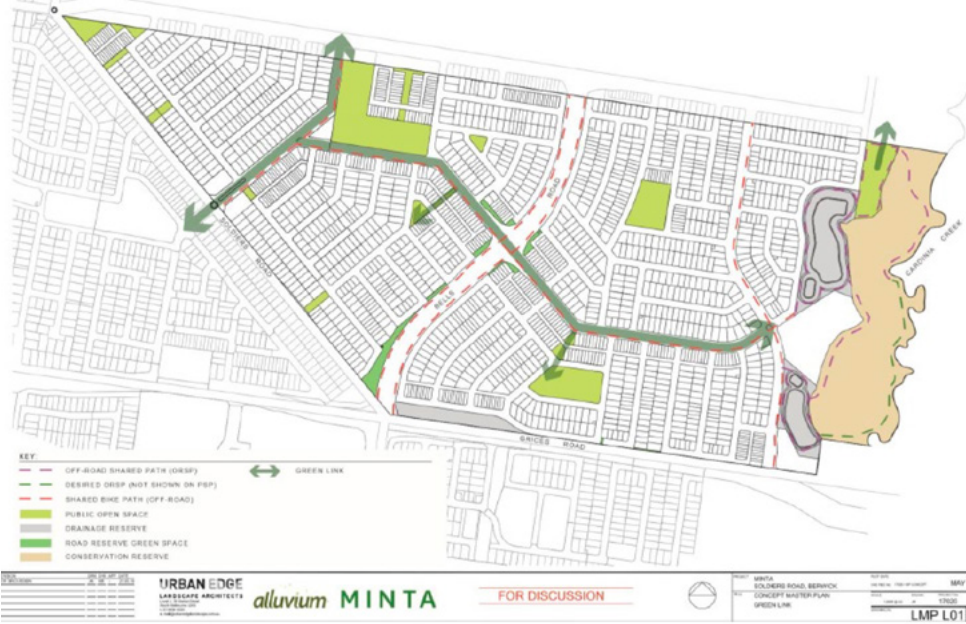 SOLDIERS ROAD
BELLS ROAD
CARDINIA CREEK
GRICES ROAD
KEY:
OFF-ROAD SHARED PATH (ORSP)
GREEN LINK
DESIRED ORSP (NOT SHOWN ON PSP)
SHARED BIKE PATH (OFF-ROAD)
PUBLIC OPEN SPACE
DRAINAGE RESERVE
ROAD RESERVE GREEN SPACE
CONSERVATION RESERVE
URBAN EDGE
LANDSCAPE ARCHITECTS
alluvium
MINTA
FOR DISCUSSION
MINTA
SOLDIERS ROAD, BERWICK
CONCEPT MASTER PLAN
GREEN LINK
MAY
17020
LMP L01